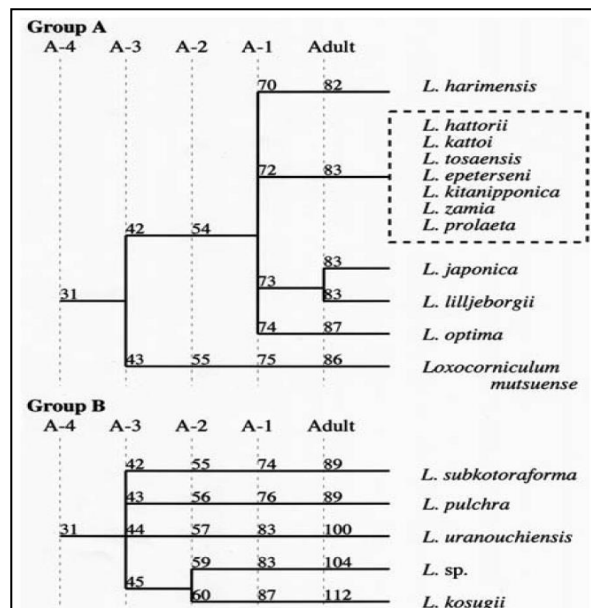 Group A
A-4 A-3 A-2 A-1 Adult
70 82 L. harimensis
L. hattorii
L. kattoi
L. tosaensis
72 83 L. epeterseni
L. kitanipponica
L. zamia
L. prolaeta
42 54
83 L. japonica
73
31 83 L. lilljeborgii
74 87 L. optima
43 55 75 86 Loxocorniculum
mutsuense
Group B
A-4 A-3 A-2 A-1 Adult
42 55 74 89 L. subkotoraforma
43 56 76 89 L. pulchra
31 44 57 83 100 L. uranouchiensis
59 83 104 L. sp.
45
60 87 112 L. kosugii